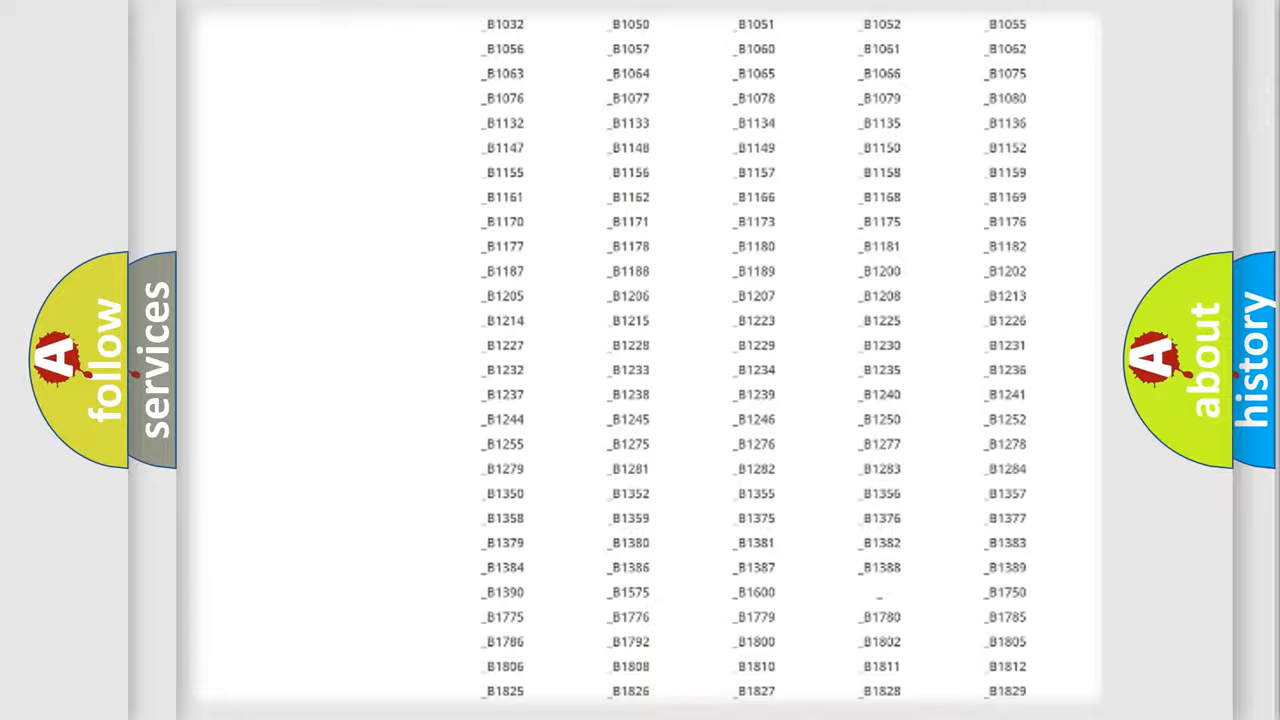 _B1032 _B1050 _B1051 _B1052 _B1055
_B1056 _B1057 _B1060 _B1061 _B1062
_B1063 _B1064 _B1065 _B1066 _B1075
_B1076 _B1077 _B1078 _B1079 _B1080
_B1132 _B1133 _B1134 _B1135 _B1136
_B1147 _B1148 _B1149 _B1150 _B1152
_B1155 _B1156 _B1157 _B1158 _B1159
_B1161 _B1162 _B1166 _B1168 _B1169
_B1170 _B1171 _B1173 _B1175 _B1176
_B1177 _B1178 _B1180 _B1181 _B1182
_B1187 _B1188 _B1189 _B1200 _B1202
_B1205 _B1206 _B1207 _B1208 _B1213
_B1214 _B1215 _B1223 _B1225 _B1226
_B1227 _B1228 _B1229 _B1230 _B1231
_B1232 _B1233 _B1234 _B1235 _B1236
_B1237 _B1238 _B1239 _B1240 _B1241
_B1244 _B1245 _B1246 _B1250 _B1252
_B1255 _B1275 _B1276 _B1277 _B1278
_B1279 _B1281 _B1282 _B1283 _B1284
_B1350 _B1352 _B1355 _B1356 _B1357
_B1358 _B1359 _B1375 _B1376 _B1377
_B1379 _B1380 _B1381 _B1382 _B1383
_B1384 _B1386 _B1387 _B1388 _B1389
_B1390 _B1575 _B1600 _ _B1750
_B1775 _B1776 _B1779 _B1780 _B1785
_B1786 _B1792 _B1800 _B1802 _B1805
_B1806 _B1808 _B1810 _B1811 _B1812
_B1825 _B1826 _B1827 _B1828 _B1829
A
follow
services
A
about
history